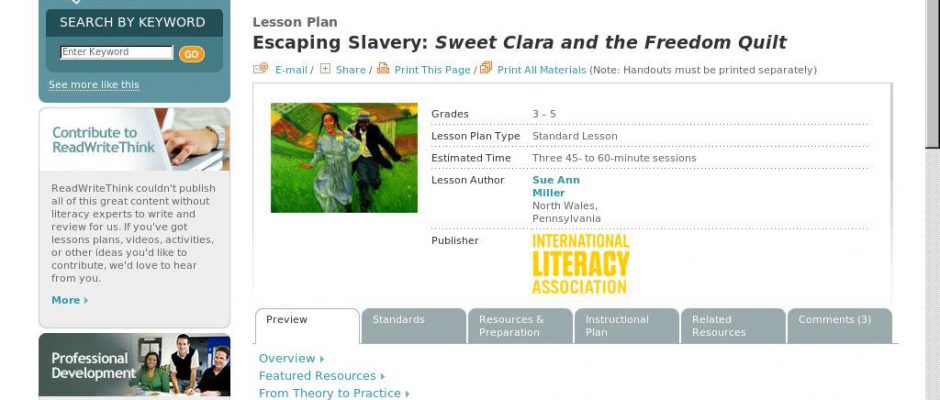 SEARCH BY KEYWORD
Enter Keyword
GO
See more like this
Contribute to
ReadWriteThink
ReadWriteThink couldn't publish
all of this great content without
literacy experts to write and
review for us. If you've got
lessons plans, videos, activities,
or other ideas you'd like to
contribute, we'd love to hear
from you.
More
Professional
Development
Lesson Plan
Escaping Slavery: Sweet Clara and the Freedom Quilt
E-mail / Share / Print This Page / Print All Materials (Note: Handouts must be printed separately)
Grades 3 – 5
Lesson Plan Type Standard Lesson
Estimated Time Three 45- to 60-minute sessions
Lesson Author Sue Ann
Miller
North Wales,
Pennsylvania
Publisher INTERNATIONAL
LITERACY
ASSOCIATION
Preview
Standards
Resources &
Preparation
Instructional
Plan
Related
Resources
Comments (3)
Overview
Featured Resources
From Theory to Practice